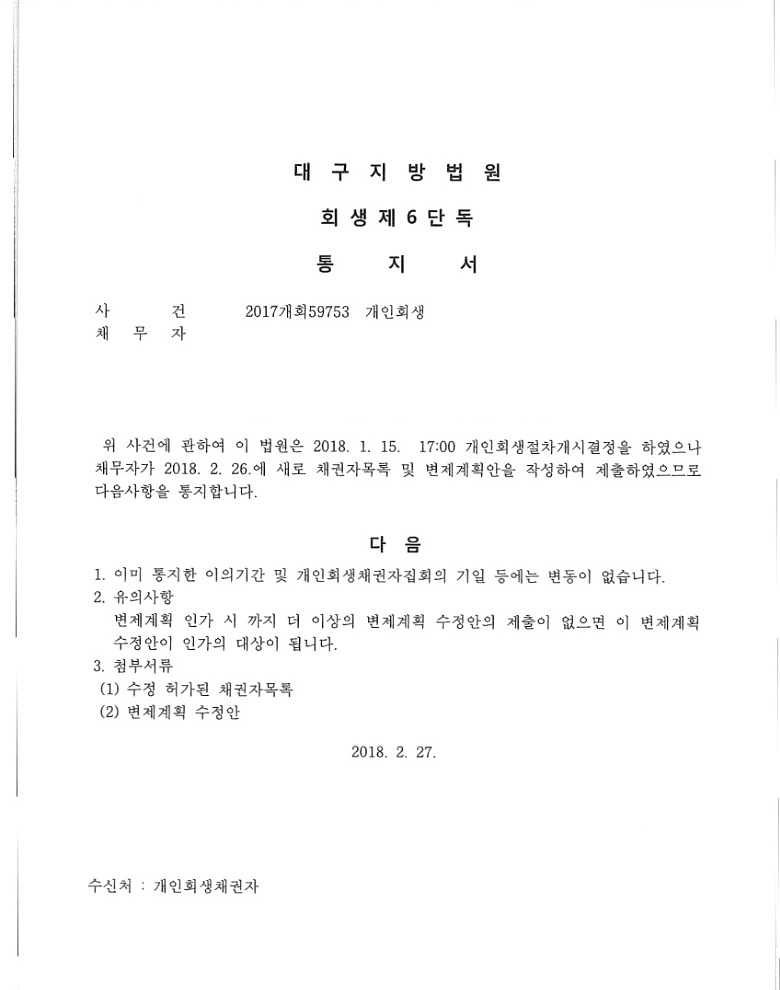 대 구 지 방 법 원
회 생 제 6 단 독
통 지 서
사 건 2017개회59753 개인회생
채 무 자
위 사건에 관하여 이 법원은 2018. 1. 15. 17:00 개인회생절차개시결정을 하였으나
채무자가 2018. 2. 26.에 새로 채권자목록 및 변제계획안을 작성하여 제출하였으므로
다음사항을 통지합니다.
다 음
1. 이미 통지한 이의기간 및 개인회생채권자집회의 기일 등에는 변동이 없습니다.
2. 유의사항
변제계획 인가 시 까지 더 이상의 변제계획 수정안의 제출이 없으면 이 변제계획
수정안이 인가의 대상이 됩니다.
3. 첨부서류
(1) 수정 허가된 채권자목록
(2) 변제계획 수정안
2018. 2. 27.
수신처 : 개인회생채권자